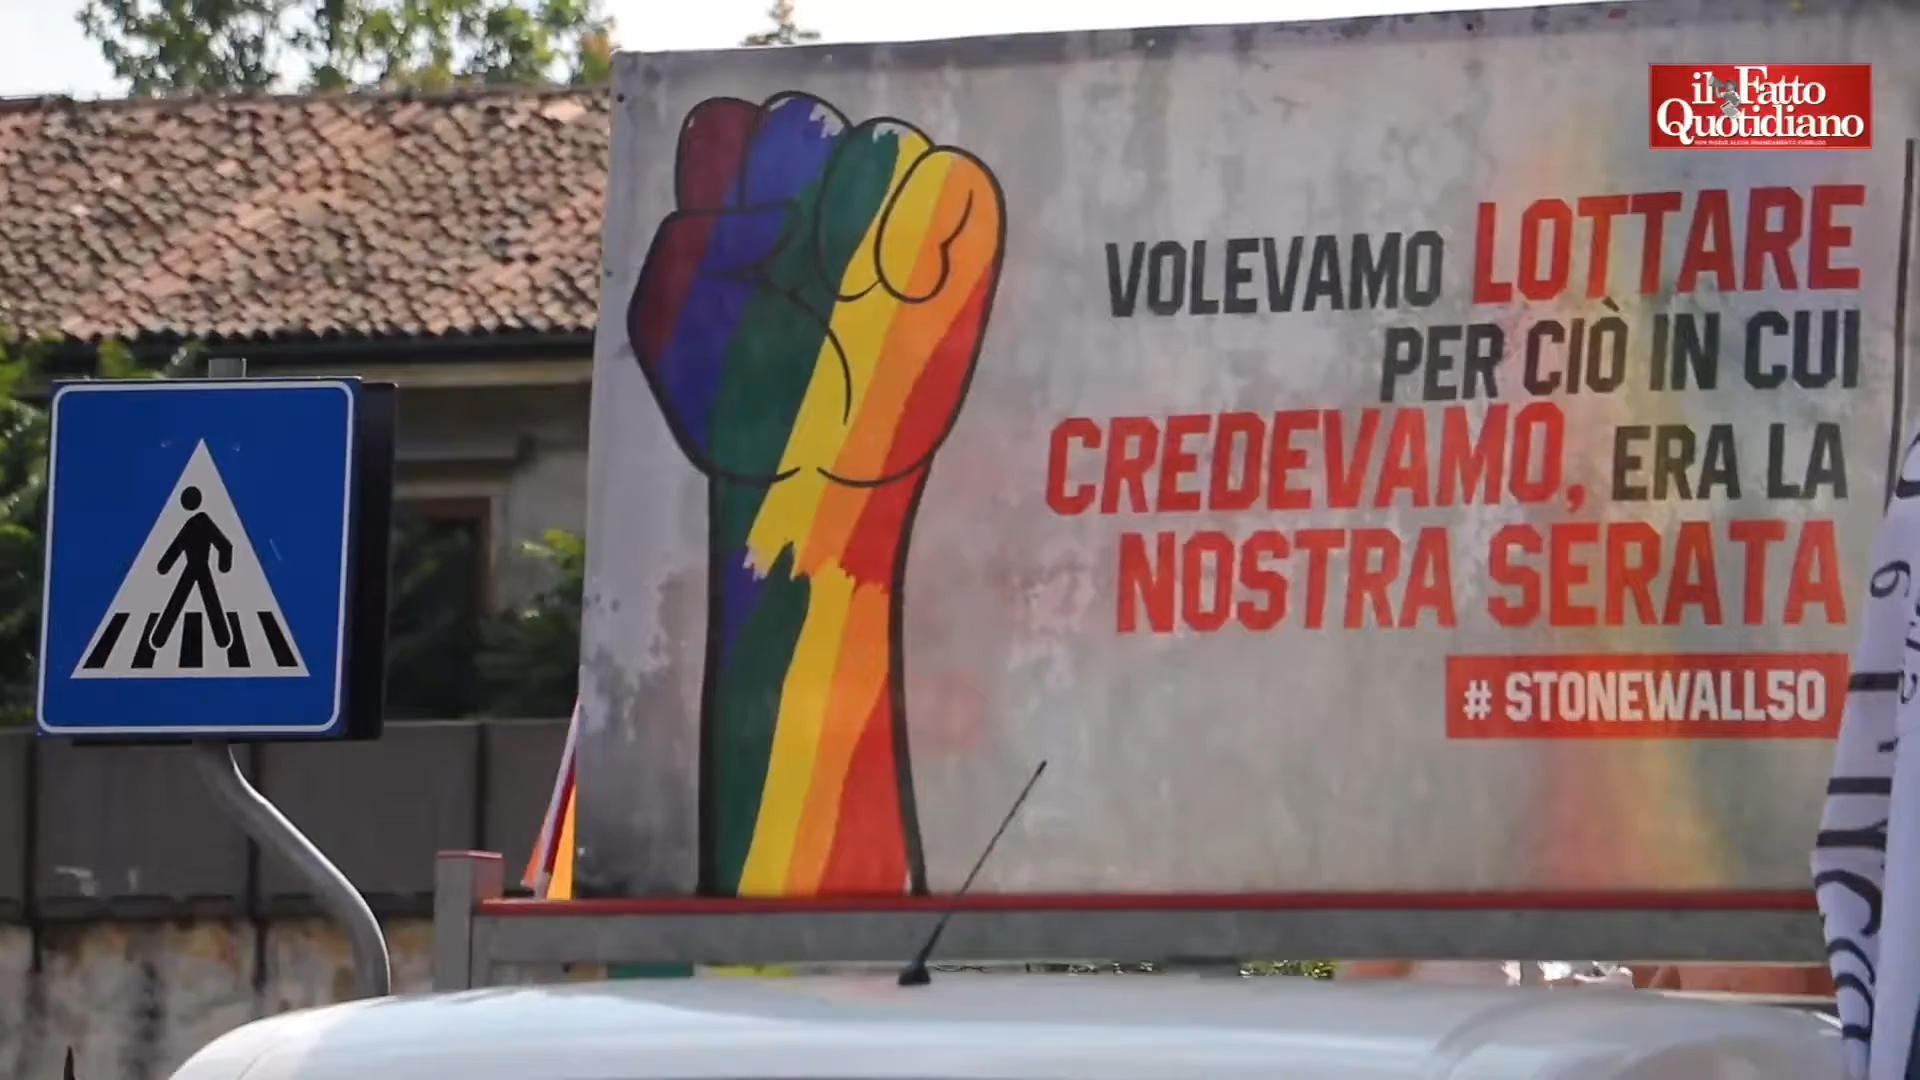 il Fatto
Quotidiano
VOLEVAMO LOTTARE
PER CIÒ IN CUI
CREDEVAMO, ERA LA
NOSTRA SERATA
# STONEWALL50